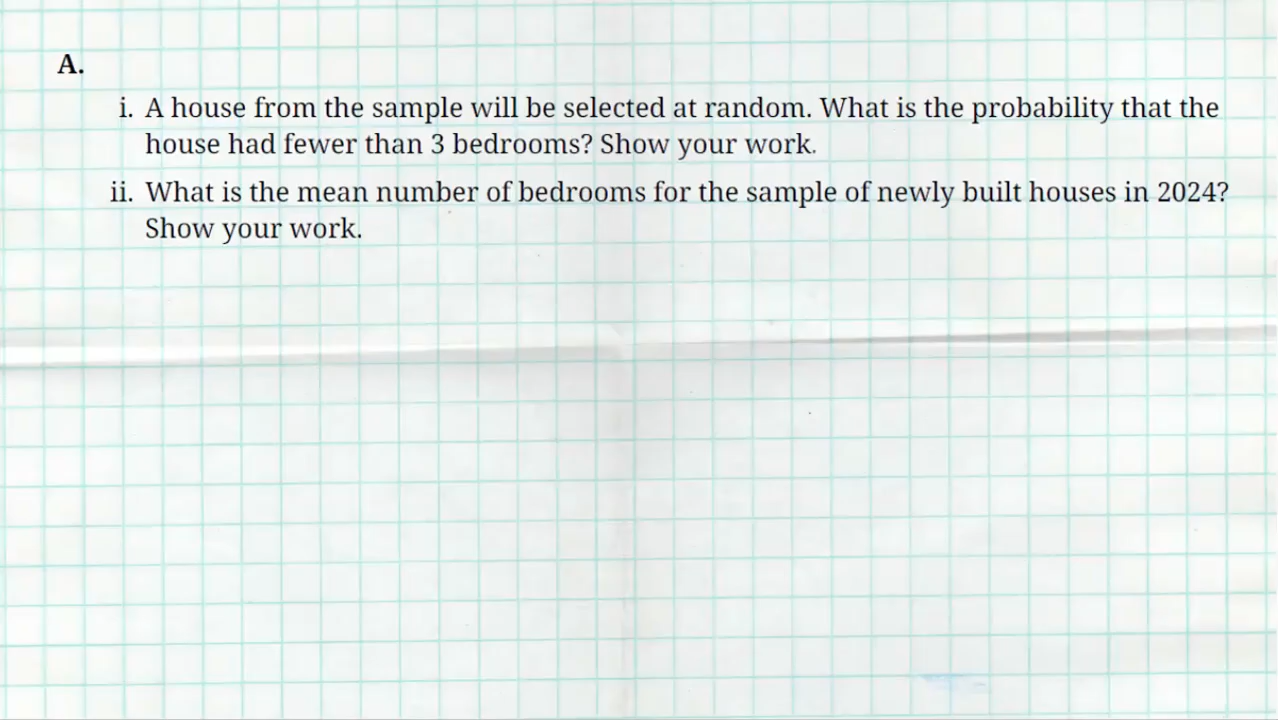 A.
i. A house from the sample will be selected at random. What is the probability that the
house had fewer than 3 bedrooms? Show your work.
ii. What is the mean number of bedrooms for the sample of newly built houses in 2024?
Show your work.